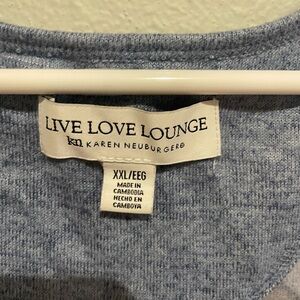 LIVE LOVE LOUNGE
kn KAREN NEUBURGER®
XXL/EEG
MADE IN
CAMBODIA
HECHO EN
CAMBOYA